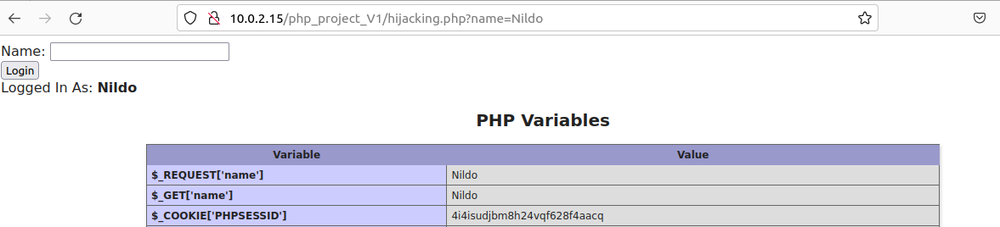 10.0.2.15/php_project_V1/hijacking.php?name=Nildo
Name:
Login
Logged In As: Nildo
PHP Variables
Variable Value
$_REQUEST['name'] Nildo
$_GET['name'] Nildo
$_COOKIE['PHPSESSID'] 4i4isudjbm8h24vqf628f4aacq